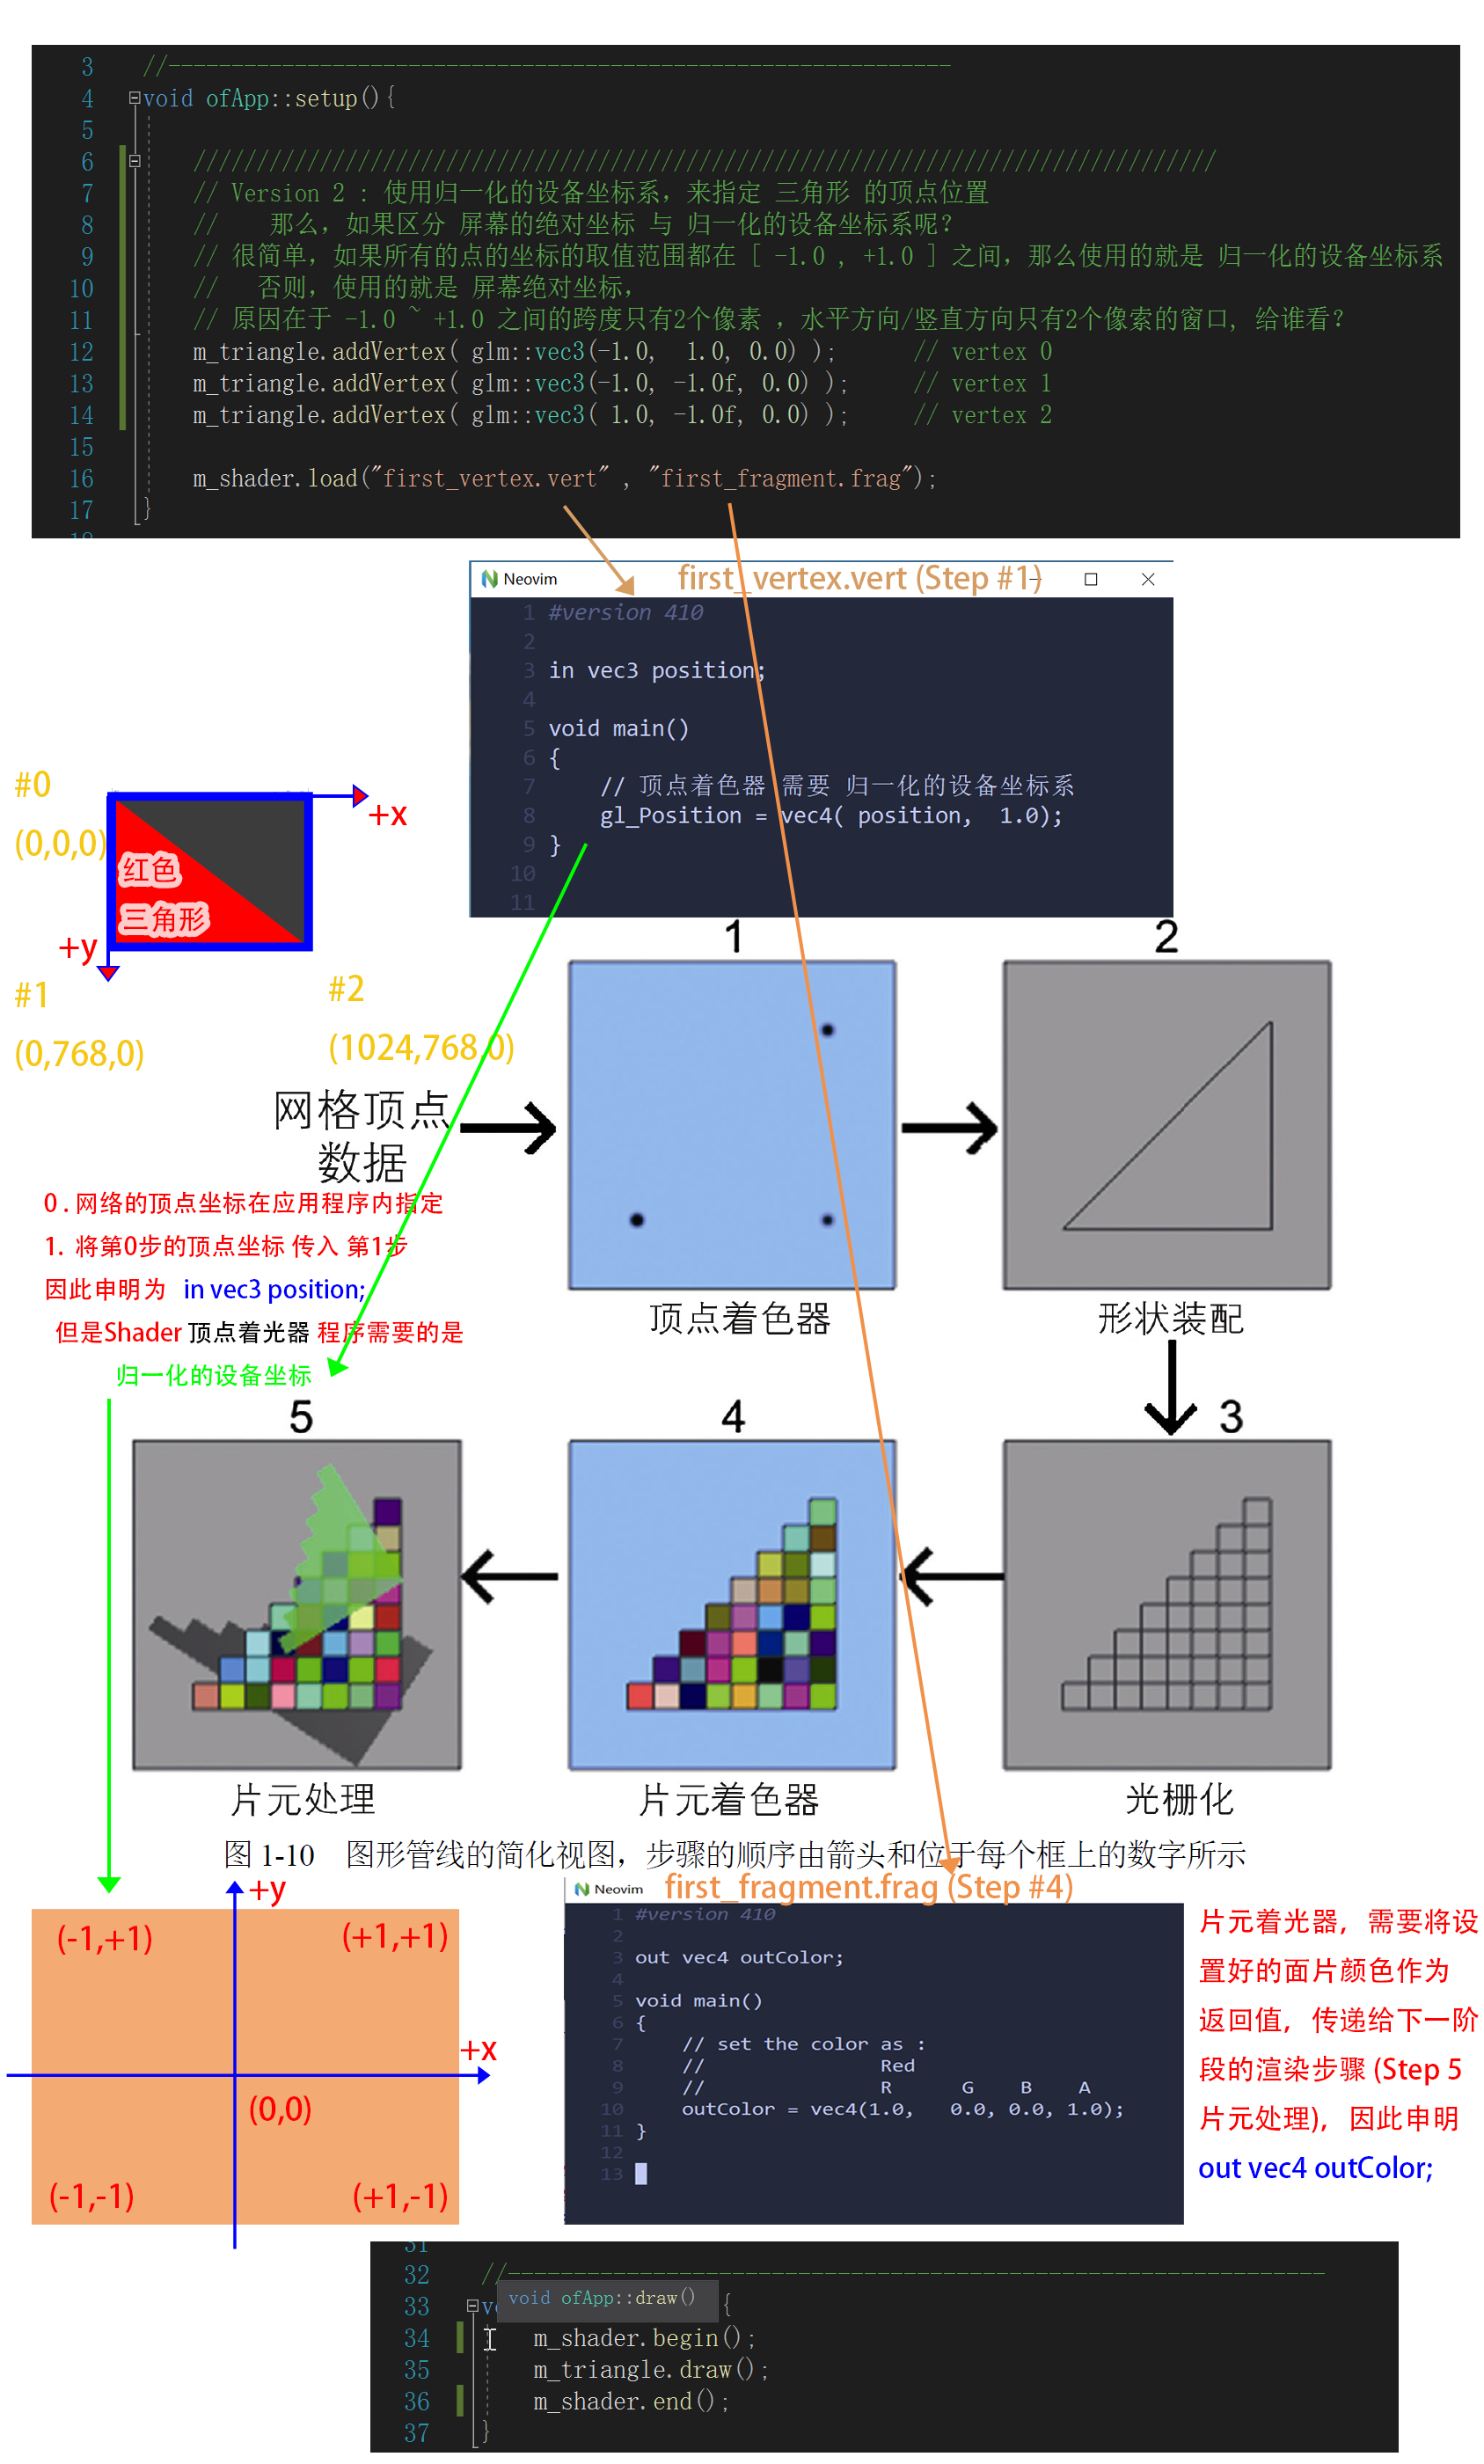 3 //--------------------------------------------------------------
4 void ofApp::setup(){
5
6 ////////////////////////////////////////////////////////////////////////////////
7 // Version 2 : 使用归一化的设备坐标系，来指定 三角形 的顶点位置
8 // 那么，如果区分 屏幕的绝对坐标 与 归一化的设备坐标系呢？
9 // 很简单，如果所有的点的坐标的取值范围都在 [ -1.0 , +1.0 ] 之间，那么使用的就是 归一化的设备坐标系
10 // 否则，使用的就是 屏幕绝对坐标，
11 // 原因在于 -1.0 ~ +1.0 之间的跨度只有2个像素 ，水平方向/竖直方向只有2个像索的窗口，给谁看？
12 m_triangle.addVertex( glm::vec3(-1.0, 1.0, 0.0) ); // vertex 0
13 m_triangle.addVertex( glm::vec3(-1.0, -1.0f, 0.0) ); // vertex 1
14 m_triangle.addVertex( glm::vec3( 1.0, -1.0f, 0.0) ); // vertex 2
15
16 m_shader.load("first_vertex.vert" , "first_fragment.frag");
17 }
Neovim first_vertex.vert (Step #1)
1 #version 410
2
3 in vec3 position;
4
5 void main()
6 {
7 // 顶点着色器 需要 归一化的设备坐标系
8 gl_Position = vec4( position, 1.0);
9 }
10
11
#0
(0,0,0)
+x
红色
三角形
+y
#1
(0,768,0)
#2
(1024,768,0)
网格顶点
数据
1
顶点着色器
2
形状装配
0 . 网络的顶点坐标在应用程序内指定
1. 将第0步的顶点坐标 传入 第1步
因此申明为 in vec3 position;
但是Shader 顶点着光器 程序需要的是
归一化的设备坐标
5
4
3
片元处理
片元着色器
光栅化
图 1-10 图形管线的简化视图，步骤的顺序由箭头和位于每个框上的数字所示
+y
(-1,+1)
(+1,+1)
+x
(0,0)
(-1,-1)
(+1,-1)
Neovim first_fragment.frag (Step #4)
1 #version 410
2
3 out vec4 outColor;
4
5 void main()
6 {
7 // set the color as :
8 // Red
9 // R G B A
10 outColor = vec4(1.0, 0.0, 0.0, 1.0);
11 }
12
13
片元着光器，需要将设
置好的面片颜色作为
返回值，传递给下一阶
段的渲染步骤 (Step 5
片元处理)，因此申明
out vec4 outColor;
31
32 //--------------------------------------------------------------
33 vo void ofApp::draw() {
34 m_shader.begin();
35 m_triangle.draw();
36 m_shader.end();
37 }